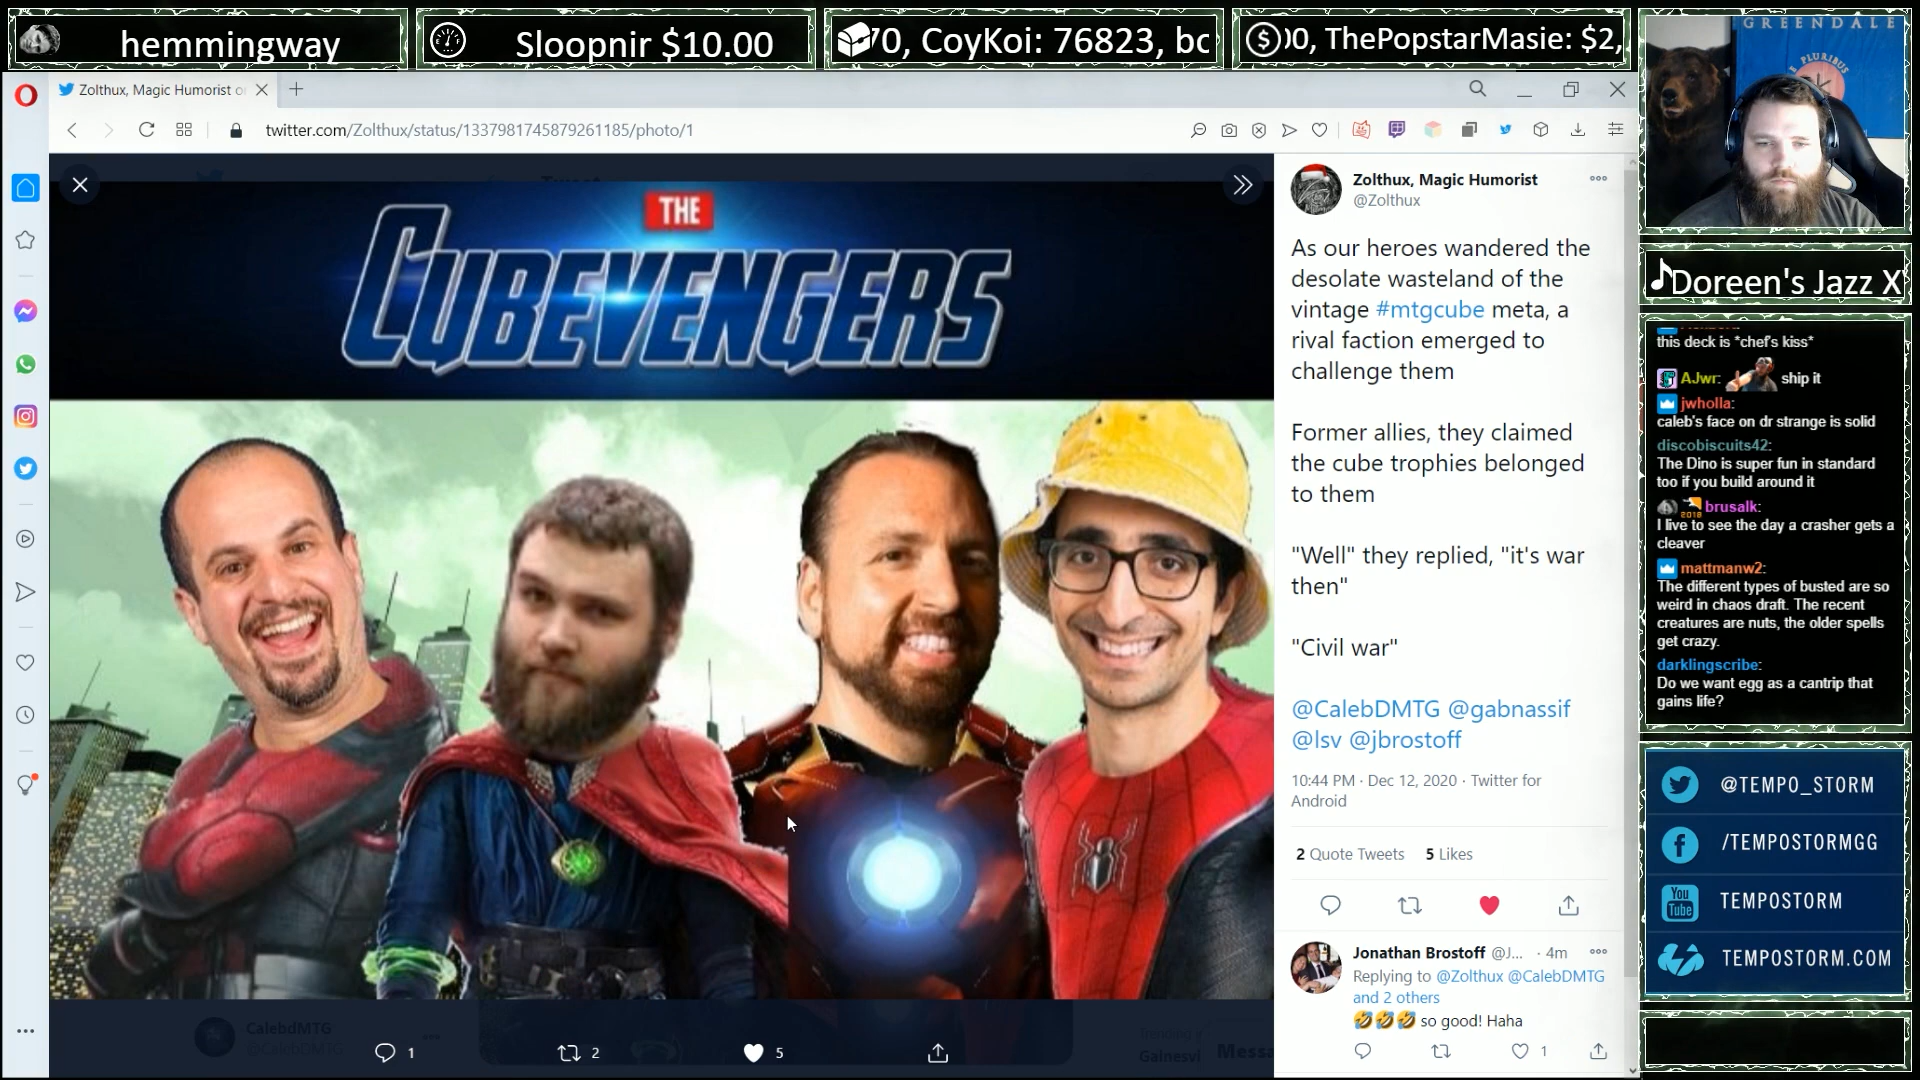 hemmingway
Sloopnir $10.00
70, CoyKoi: 76823, bc
00, ThePopstarMasie: $2,
GREENDALE
E PLURIBUS
Zolthux, Magic Humorist o
twitter.com/Zolthux/status/1337981745879261185/photo/1
THE
CUBEVENGERS
Zolthux, Magic Humorist
@Zolthux
As our heroes wandered the
desolate wasteland of the
vintage #mtgcube meta, a
rival faction emerged to
challenge them
Former allies, they claimed
the cube trophies belonged
to them
"Well" they replied, "it's war
then"
"Civil war"
@CalebDMTG @gabnassif
@lsv @jbrostoff
10:44 PM · Dec 12, 2020 · Twitter for
Android
2 Quote Tweets 5 Likes
Jonathan Brostoff @J... · 4m
Replying to @Zolthux @CalebDMTG
and 2 others
🤣🤣🤣 so good! Haha
1
CalebdMTG
@CalebDMTG
1
2
5
Gainesvi
Messa
Doreen's Jazz X
this deck is *chef's kiss*
AJwr: ship it
jwholla:
caleb's face on dr strange is solid
discobiscuits42:
The Dino is super fun in standard
too if you build around it
2018 brusalk:
I live to see the day a crasher gets a
cleaver
mattmanw2:
The different types of busted are so
weird in chaos draft. The recent
creatures are nuts, the older spells
get crazy.
darklingscribe:
Do we want egg as a cantrip that
gains life?
@TEMPO_STORM
/TEMPOSTORMGG
You
Tube
TEMPOSTORM
TEMPOSTORM.COM